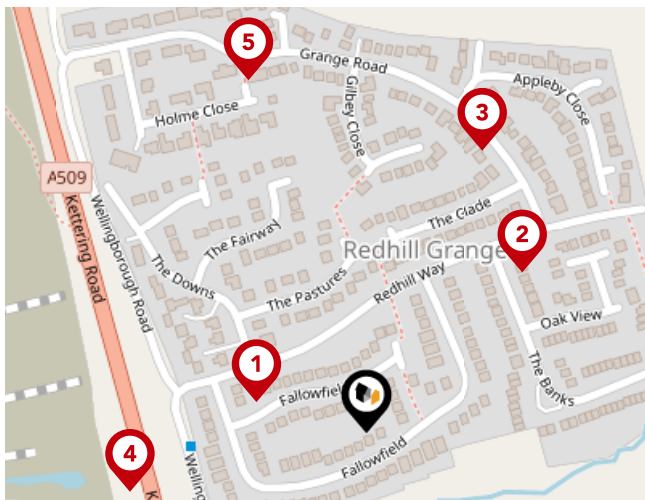 5
Grange Road
Gilbey Close
Appleby Close
3
Holme Close
A509
Kettering Road
Wellingborough Road
The Glade
The Fairway
2
Redhill Grange
The Downs
Redhill Way
The Pastures
Oak View
1
The Banks
Fallowfield
4
Fallowfield
Welling
K